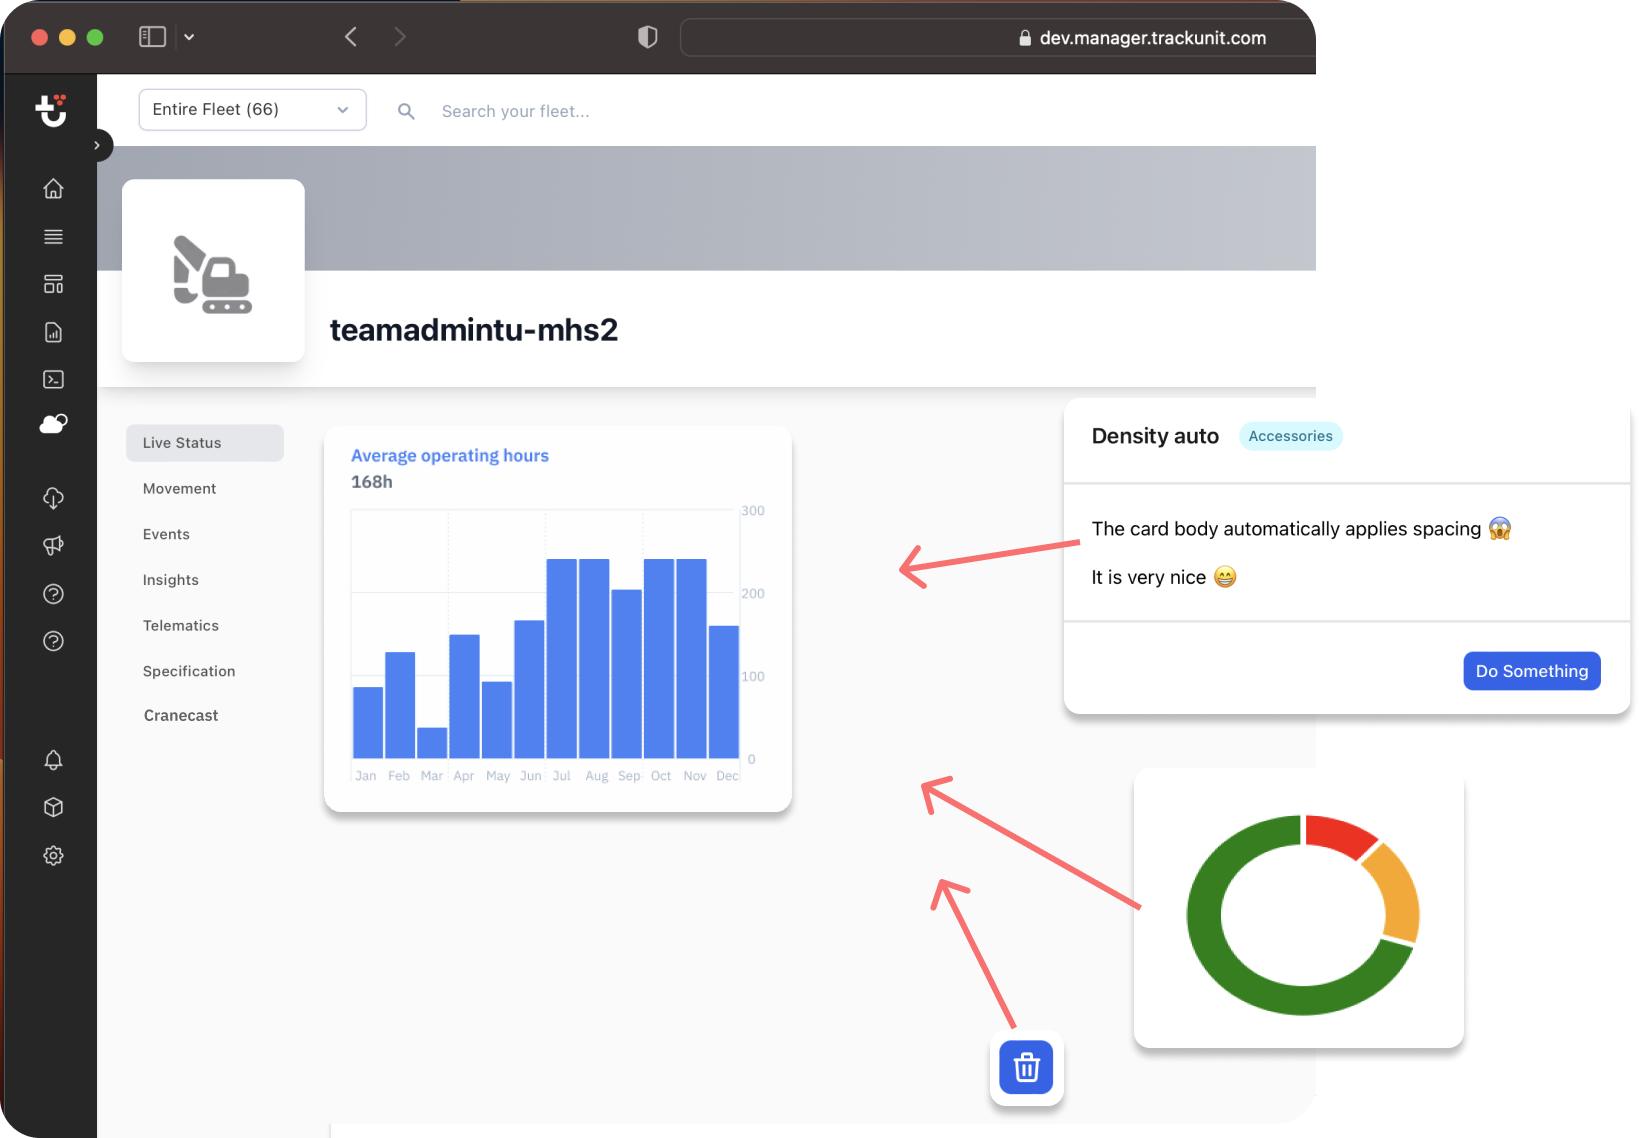 dev.manager.trackunit.com
Entire Fleet (66)
Search your fleet...
teamadmintu-mhs2
Live Status
Movement
Events
Insights
Telematics
Specification
Cranecast
Average operating hours
168h
300
200
100
0
Jan Feb Mar Apr May Jun Jul Aug Sep Oct Nov Dec
Density auto
Accessories
The card body automatically applies spacing 😱
It is very nice 😄
Do Something